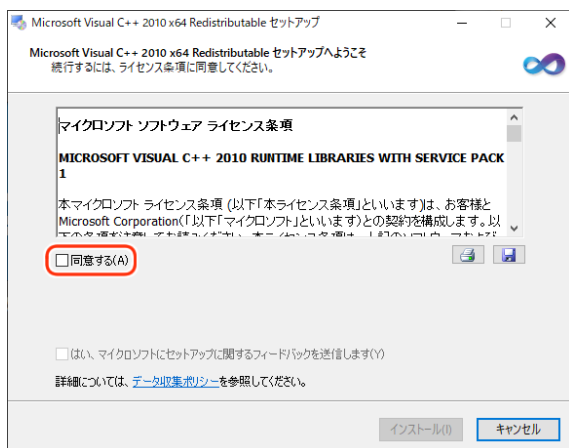 Microsoft Visual C++ 2010 x64 Redistributable セットアップ
Microsoft Visual C++ 2010 x64 Redistributable セットアップへようこそ
続行するには、ライセンス条項に同意してください。
マイクロソフト ソフトウェア ライセンス条項
MICROSOFT VISUAL C++ 2010 RUNTIME LIBRARIES WITH SERVICE PACK
1
本マイクロソフト ライセンス条項 (以下「本ライセンス条項」といいます)は、お客様と
Microsoft Corporation(「以下「マイクロソフト」といいます)との契約を構成します。以
同意する(A)
はい、マイクロソフトにセットアップに関するフィードバックを送信します(Y)
詳細については、データ収集ポリシーを参照してください。
インストール(I)
キャンセル